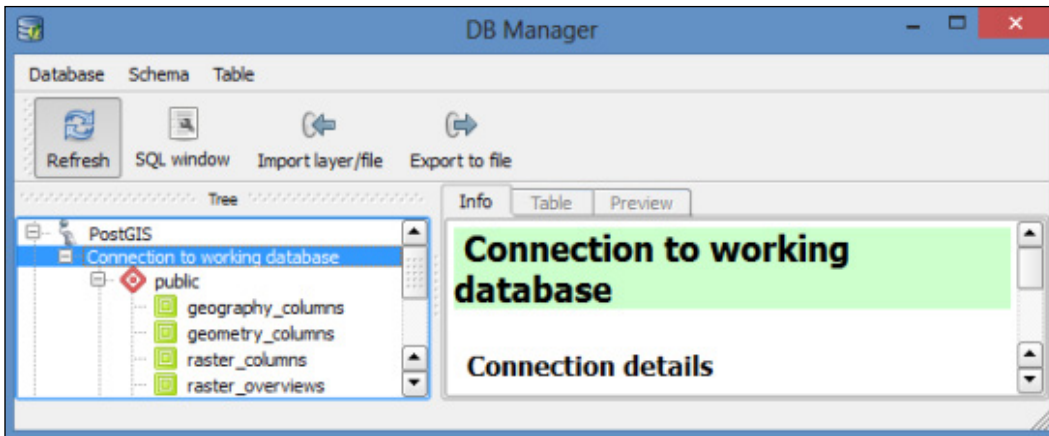 DB Manager
Database Schema Table
Refresh SQL window Import layer/file Export to file
Tree
PostGIS
Connection to working database
public
geography_columns
geometry_columns
raster_columns
raster_overviews
Info Table Preview
Connection to working
database
Connection details